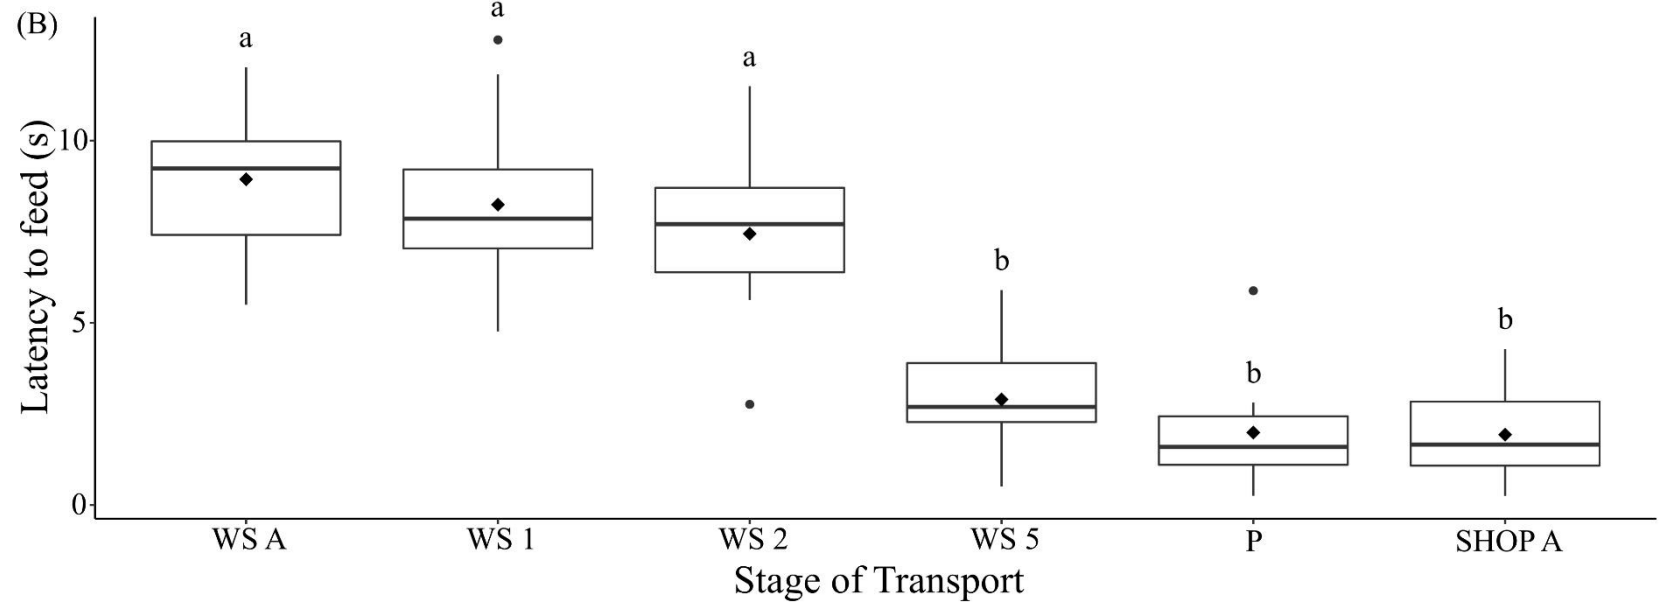 (B)
a
a
a
b
b
b
Latency to feed (s)
10
5
0
WS A
WS 1
WS 2
WS 5
P
SHOP A
Stage of Transport